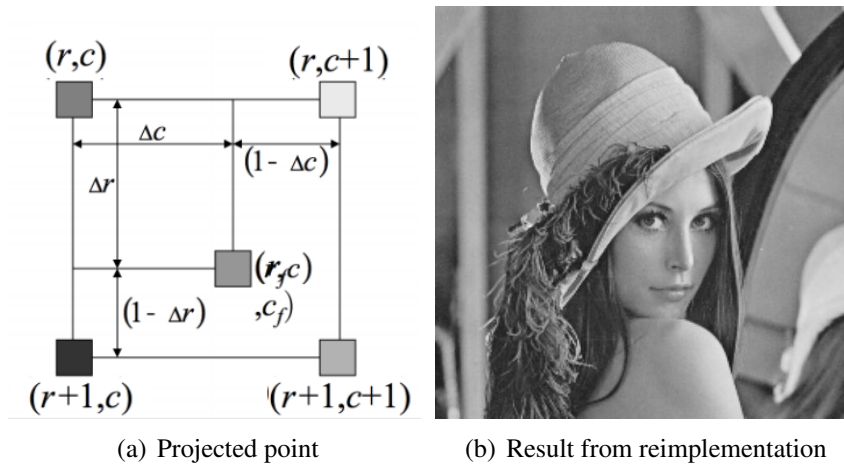 (r,c)
(r,c+1)
Δc
(1- Δc)
Δr
(1- Δr)
(r+1,c)
(r+1,c+1)
(a) Projected point
(b) Result from reimplementation